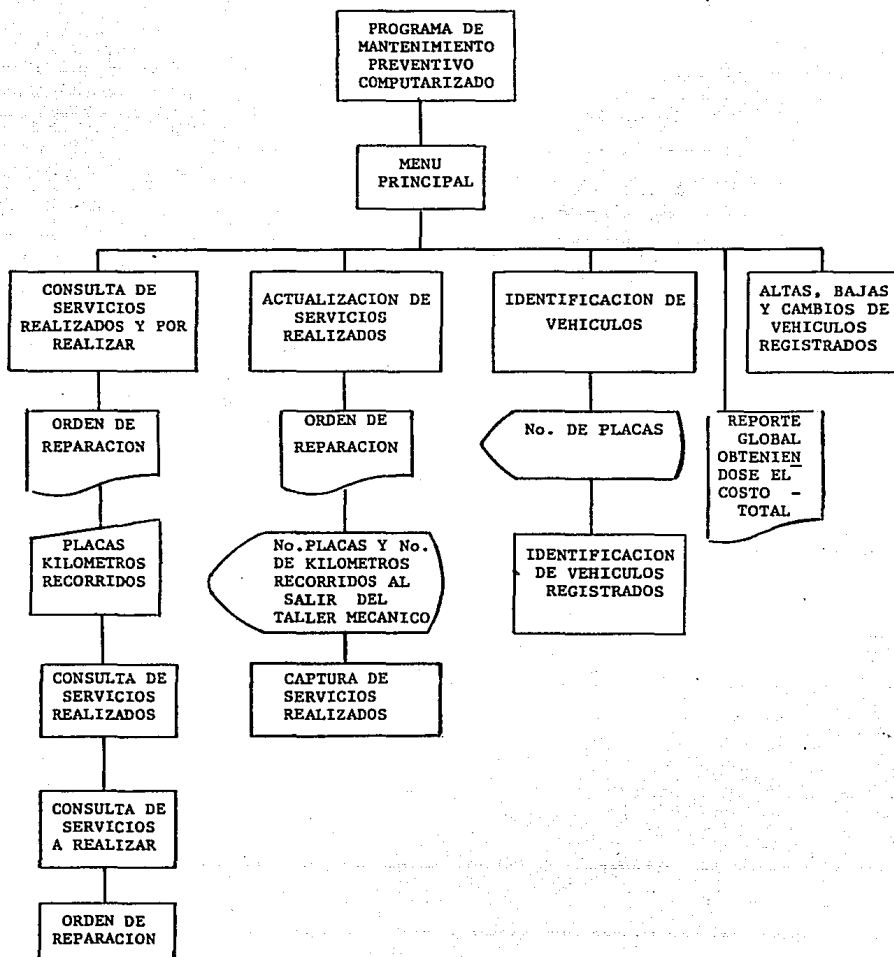 PROGRAMA DE
MANTENIMIENTO
PREVENTIVO
COMPUTARIZADO
MENU
PRINCIPAL
CONSULTA DE
SERVICIOS
REALIZADOS Y POR
REALIZAR
ACTUALIZACION DE
SERVICIOS
REALIZADOS
IDENTIFICACION DE
VEHICULOS
ALTAS, BAJAS
Y CAMBIOS DE
VEHICULOS
REGISTRADOS
ORDEN DE
REPARACION
ORDEN DE
REPARACION
No. DE PLACAS
REPORTE
GLOBAL
OBTENIEN
DOSE EL
COSTO -
TOTAL
PLACAS
KILOMETROS
RECORRIDOS
No.PLACAS Y No.
DE KILOMETROS
RECORRIDOS AL
SALIR DEL
TALLER MECANICO
IDENTIFICACION
DE VEHICULOS
REGISTRADOS
CONSULTA DE
SERVICIOS
REALIZADOS
CAPTURA DE
SERVICIOS
REALIZADOS
CONSULTA DE
SERVICIOS
A REALIZAR
ORDEN DE
REPARACION